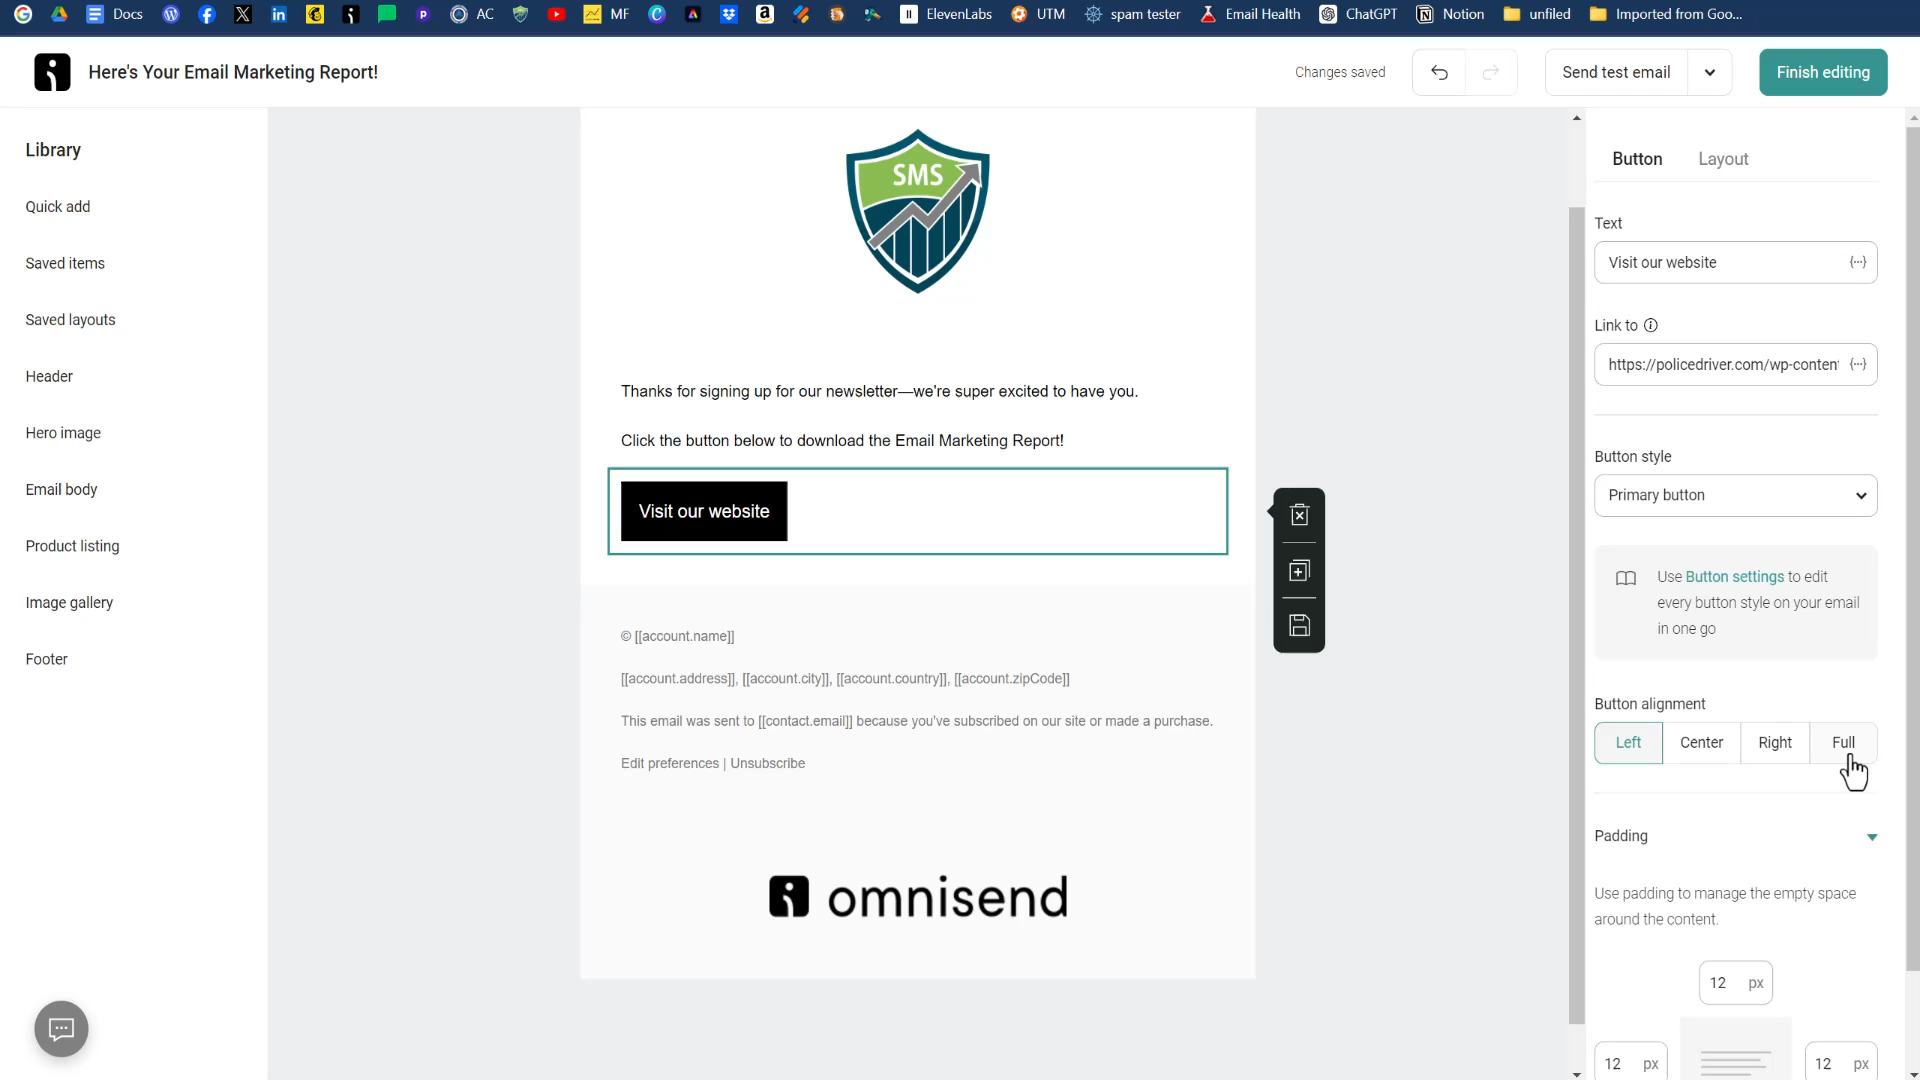 Docs
AC
MF
ElevenLabs
UTM
spam tester
Email Health
ChatGPT
Notion
unfiled
Imported from Goo...
Here's Your Email Marketing Report!
Changes saved
Send test email
Finish editing
Library
Quick add
Saved items
Saved layouts
Header
Hero image
Email body
Product listing
Image gallery
Footer
SMS
Thanks for signing up for our newsletter—we're super excited to have you.
Click the button below to download the Email Marketing Report!
Visit our website
© [[account.name]]
[[account.address]], [[account.city]], [[account.country]], [[account.zipCode]]
This email was sent to [[contact.email]] because you've subscribed on our site or made a purchase.
Edit preferences | Unsubscribe
omnisend
Button
Layout
Text
Visit our website
Link to
https://policedriver.com/wp-content
Button style
Primary button
Use Button settings to edit
every button style on your email
in one go
Button alignment
Left
Center
Right
Full
Padding
Use padding to manage the empty space
around the content.
12 px
12 px
12 px